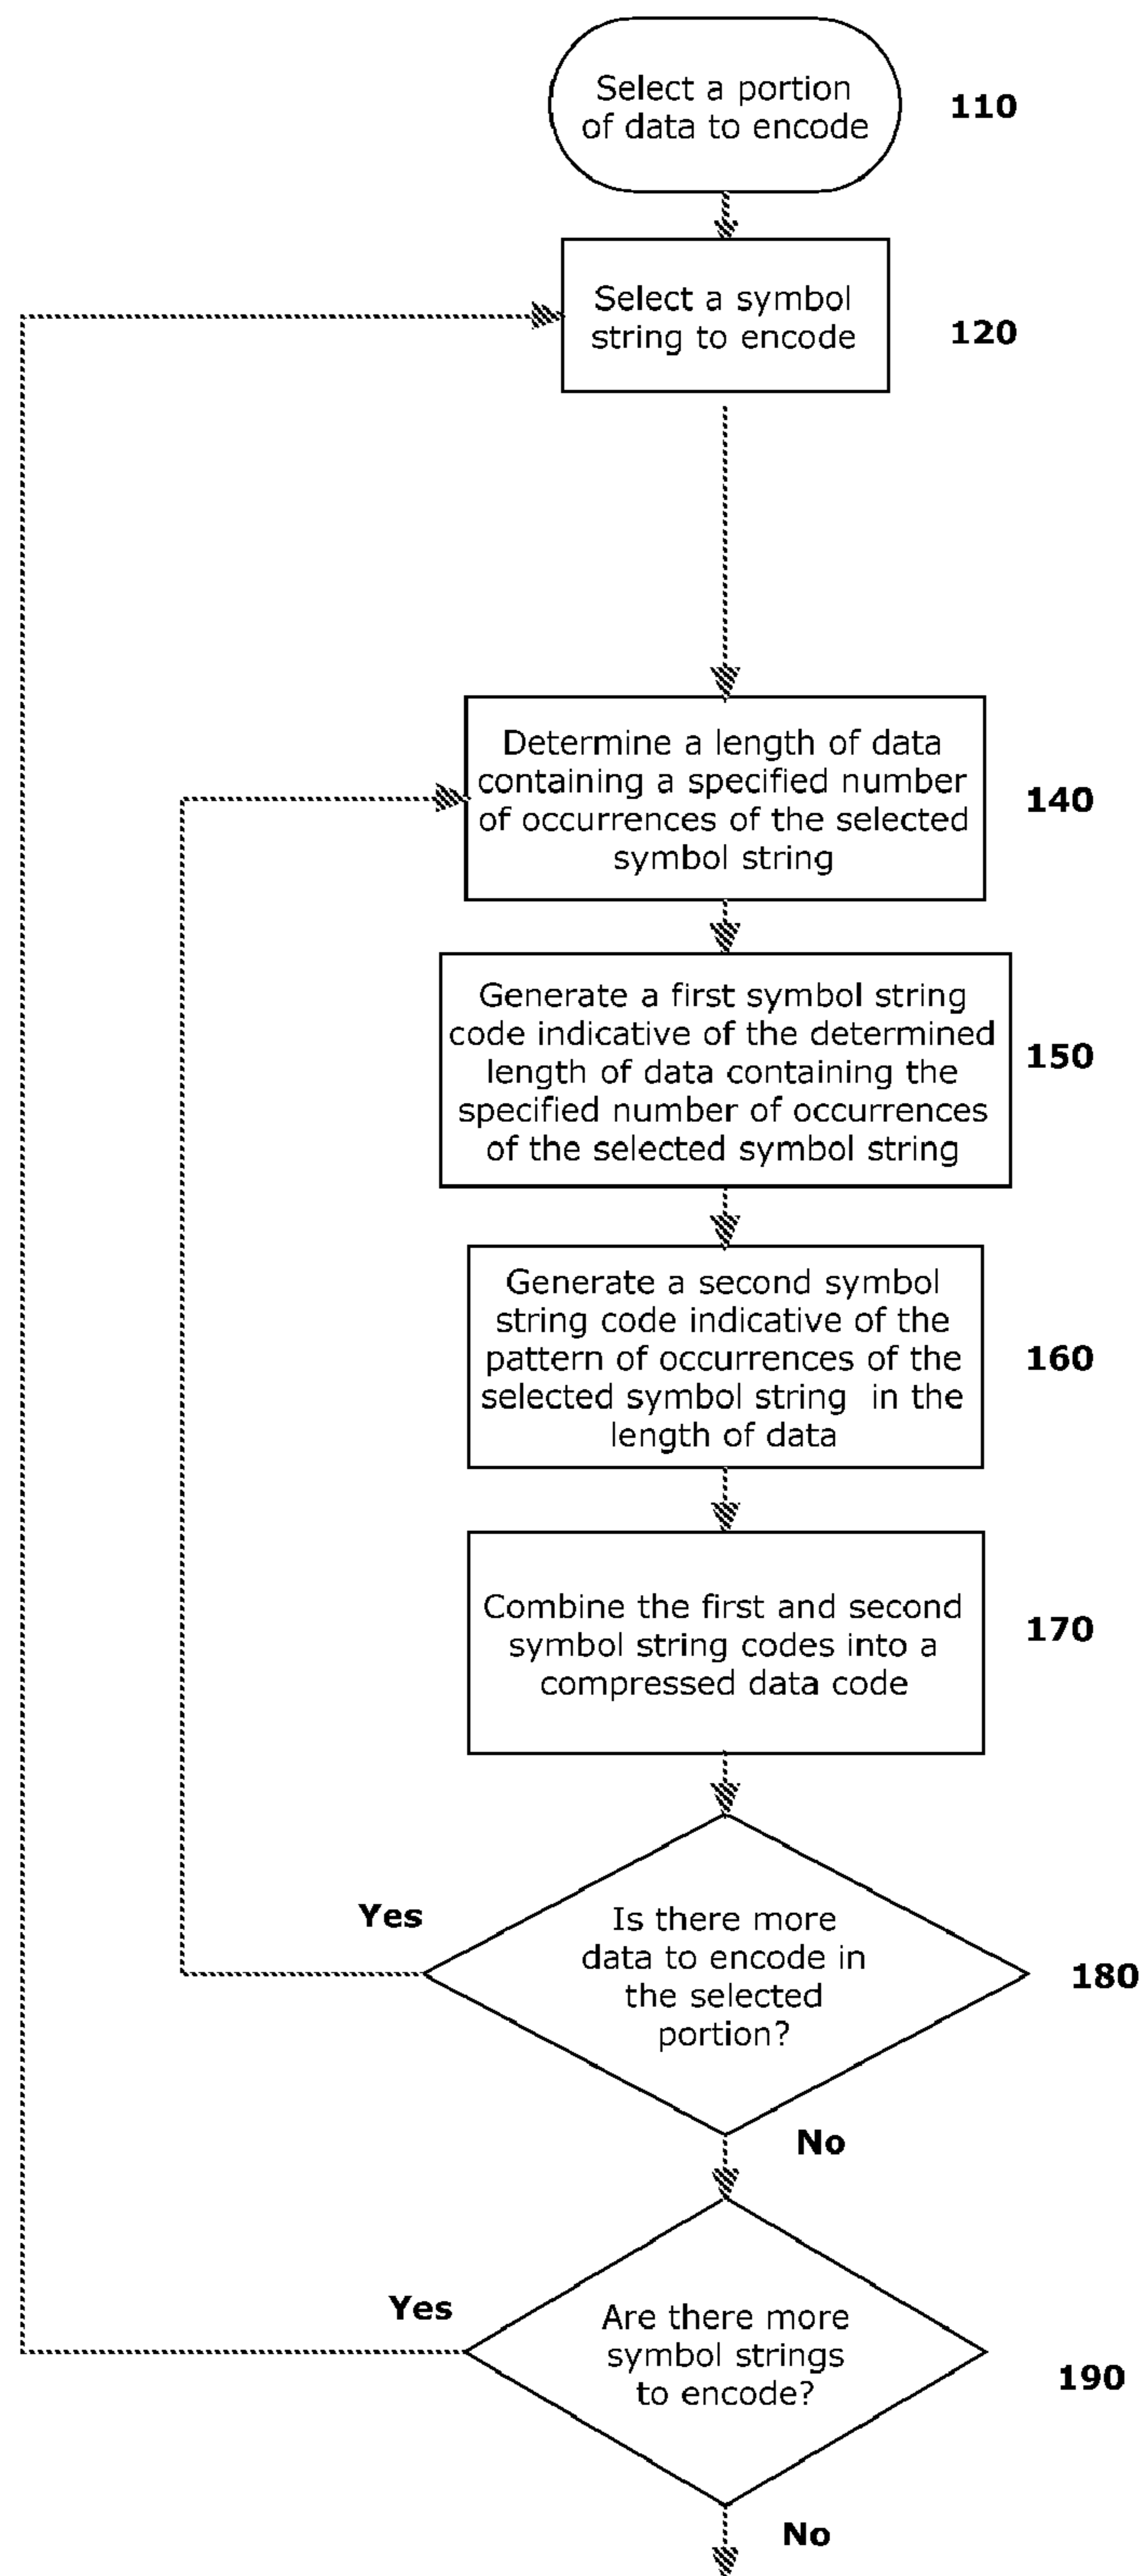 Select a portion
of data to encode
110
Select a symbol
string to encode
120
Determine a length of data
containing a specified number
of occurrences of the selected
symbol string
140
Generate a first symbol string
code indicative of the determined
length of data containing the
specified number of occurrences
of the selected symbol string
150
Generate a second symbol
string code indicative of the
pattern of occurrences of the
selected symbol string in the
length of data
160
Combine the first and second
symbol string codes into a
compressed data code
170
Yes
Is there more
data to encode in
the selected
portion?
180
No
Yes
Are there more
symbol strings
to encode?
190
No